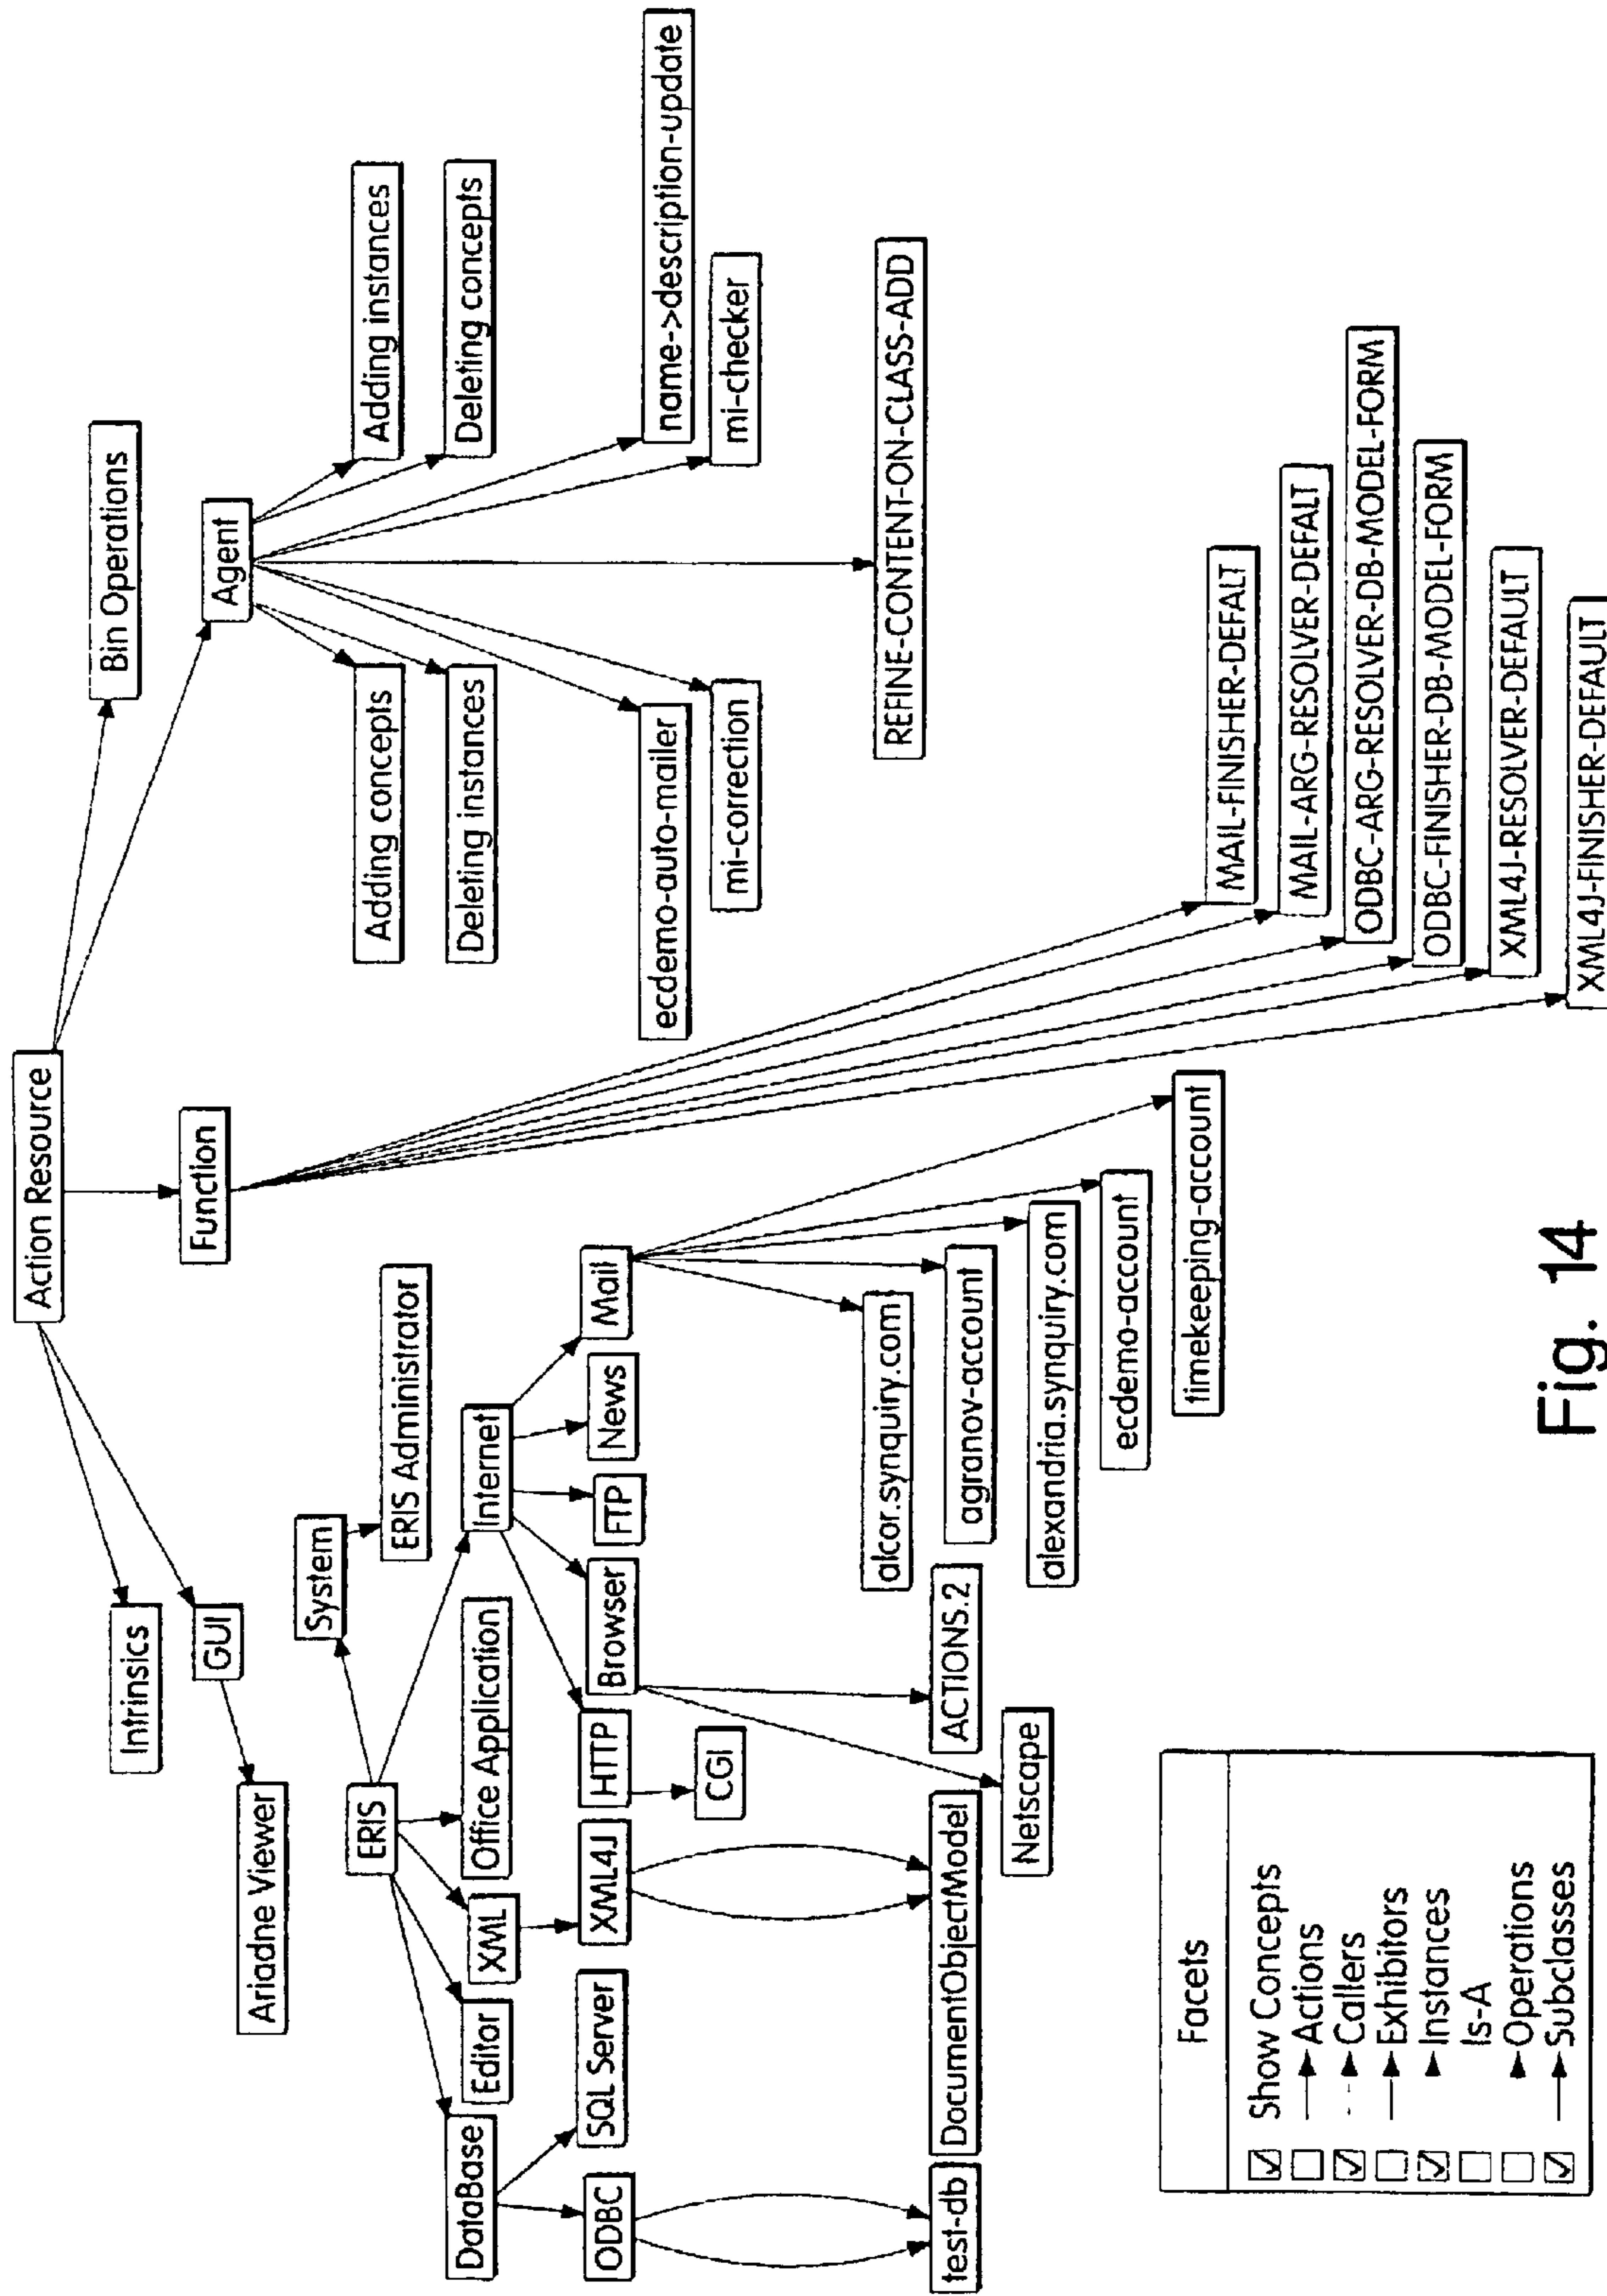 Action Resource
Intrinsics
Bin Operations
GUI
Function
Agent
Ariadne Viewer
System
ERIS Administrator
Adding concepts
Adding instances
ERIS
Deleting instances
Deleting concepts
DataBase
Editor
XML
Office Application
Internet
ODBC
SQL Server
XML4J
HTTP
Browser
FTP
News
Mail
CGI
ecdemo-auto-mailer
name->description-update
mi-correction
mi-checker
REFINE-CONTENT-ON-CLASS-ADD
test-db
DocumentObjectModel
ACTIONS.2
Netscape
alcor.synquiry.com
agranov-account
alexandria.synquiry.com
ecdemo-account
timekeeping-account
MAIL-FINISHER-DEFALT
MAIL-ARG-RESOLVER-DEFALT
ODBC-ARG-RESOLVER-DB-MODEL-FORM
ODBC-FINISHER-DB-MODEL-FORM
XML4J-RESOLVER-DEFAULT
XML4J-FINISHER-DEFAULT
Facets
Show Concepts
Actions
Callers
Exhibitors
Instances
Is-A
Operations
Subclasses
Fig. 14